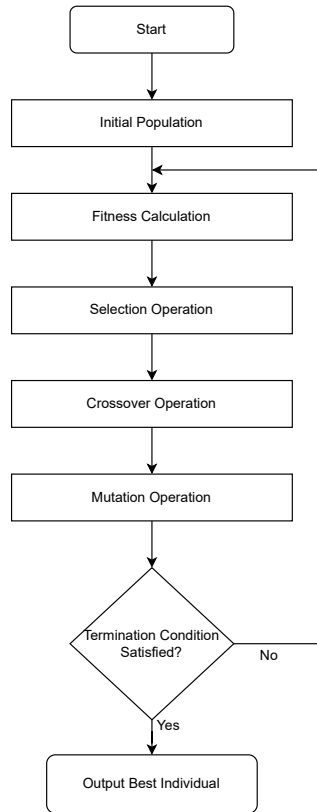 Start
Initial Population
Fitness Calculation
Selection Operation
Crossover Operation
Mutation Operation
Termination Condition
Satisfied?
No
Yes
Output Best Individual